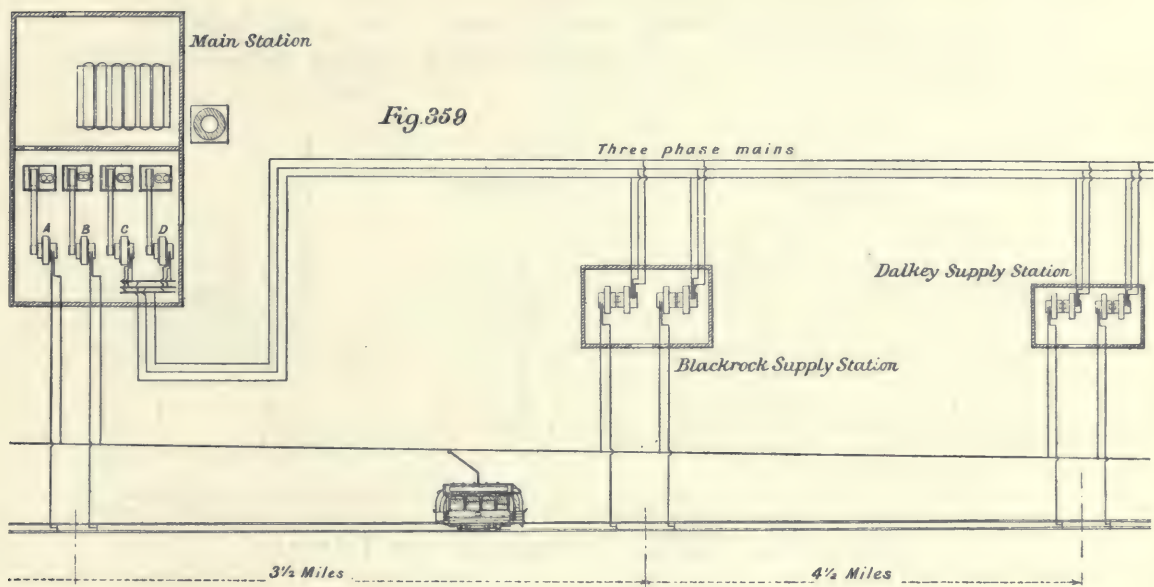 Main Station
Fig. 359
Three phase mains
A B C D
Dalkey Supply Station
Blackrock Supply Station
3½ Miles
4½ Miles